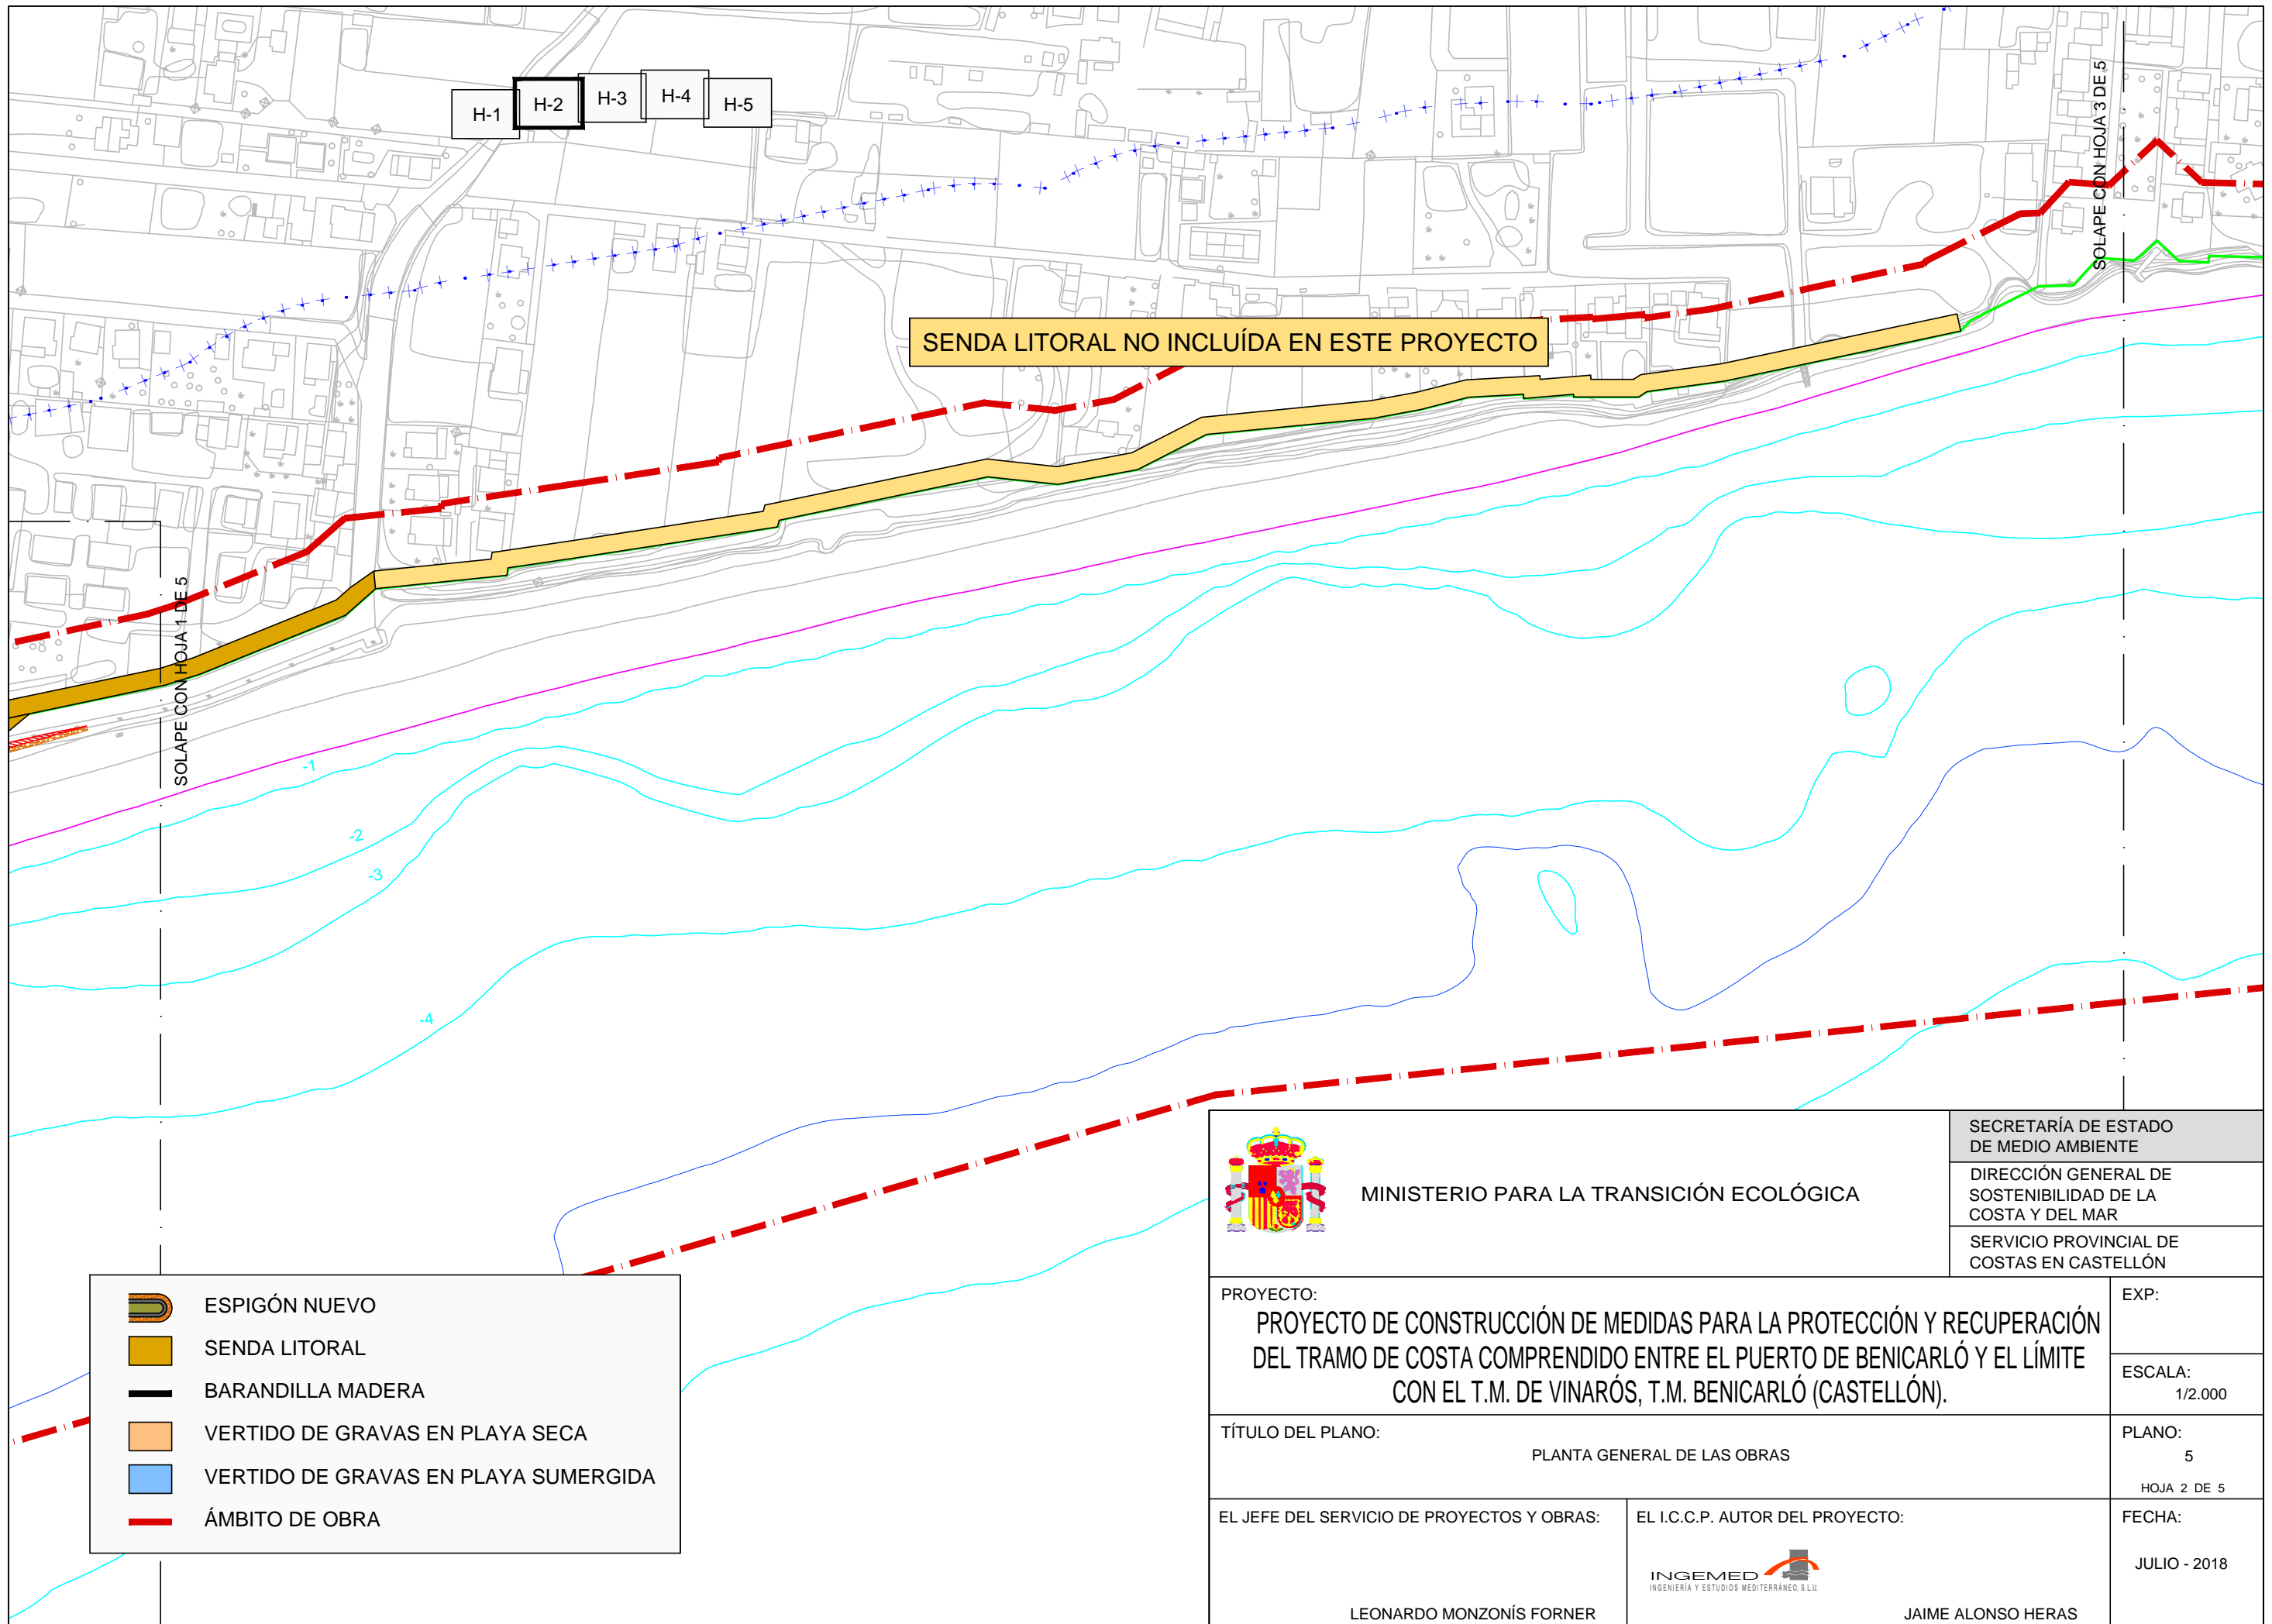 H-1
H-2
H-3
H-4
H-5
SOLAPE CON HOJA 3 DE 5
SENDA LITORAL NO INCLUÍDA EN ESTE PROYECTO
SOLAPE CON HOJA 1 DE 5
-1
-2
-3
-4
ESPIGÓN NUEVO
SENDA LITORAL
BARANDILLA MADERA
VERTIDO DE GRAVAS EN PLAYA SECA
VERTIDO DE GRAVAS EN PLAYA SUMERGIDA
ÁMBITO DE OBRA
MINISTERIO PARA LA TRANSICIÓN ECOLÓGICA
SECRETARÍA DE ESTADO
DE MEDIO AMBIENTE
DIRECCIÓN GENERAL DE
SOSTENIBILIDAD DE LA
COSTA Y DEL MAR
SERVICIO PROVINCIAL DE
COSTAS EN CASTELLÓN
PROYECTO:
PROYECTO DE CONSTRUCCIÓN DE MEDIDAS PARA LA PROTECCIÓN Y RECUPERACIÓN
DEL TRAMO DE COSTA COMPRENDIDO ENTRE EL PUERTO DE BENICARLÓ Y EL LÍMITE
CON EL T.M. DE VINARÓS, T.M. BENICARLÓ (CASTELLÓN).
EXP:
ESCALA:
1/2.000
TÍTULO DEL PLANO:
PLANTA GENERAL DE LAS OBRAS
PLANO:
5
HOJA 2 DE 5
EL JEFE DEL SERVICIO DE PROYECTOS Y OBRAS:
LEONARDO MONZONÍS FORNER
EL I.C.C.P. AUTOR DEL PROYECTO:
INGEMED
INGENIERÍA Y ESTUDIOS MEDITERRÁNEO, S.L.U.
JAIME ALONSO HERAS
FECHA:
JULIO - 2018